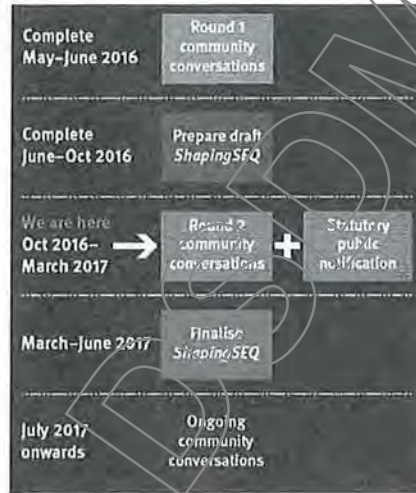 Complete
May–June 2016
Round 1
community
conversations
Complete
June–Oct 2016
Prepare draft
ShapingSEQ
We are here
Oct 2016–
March 2017
Round 2
community
conversations
+
Statutory
public
notification
March–June 2017
Finalise
ShapingSEQ
July 2017
onwards
Ongoing
community
conversations